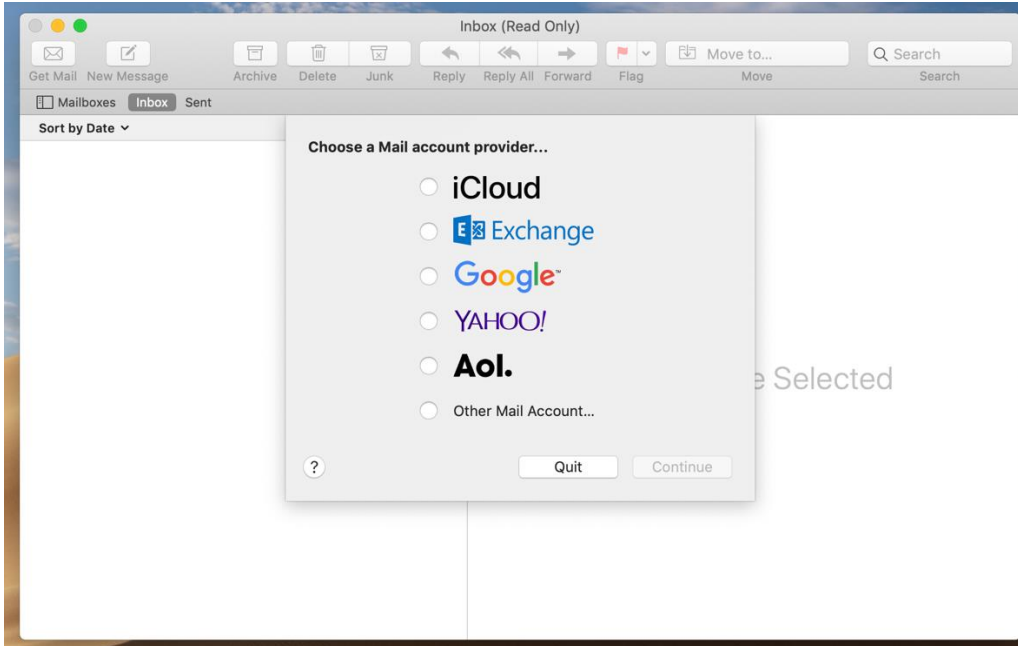 Inbox (Read Only)
Move to...
Search
Get Mail New Message Archive Delete Junk Reply Reply All Forward Flag Move Search
Mailboxes Inbox Sent
Sort by Date
Choose a Mail account provider...
iCloud
E Exchange
Google™
YAHOO!
Aol.
Other Mail Account...
Selected
? Quit Continue